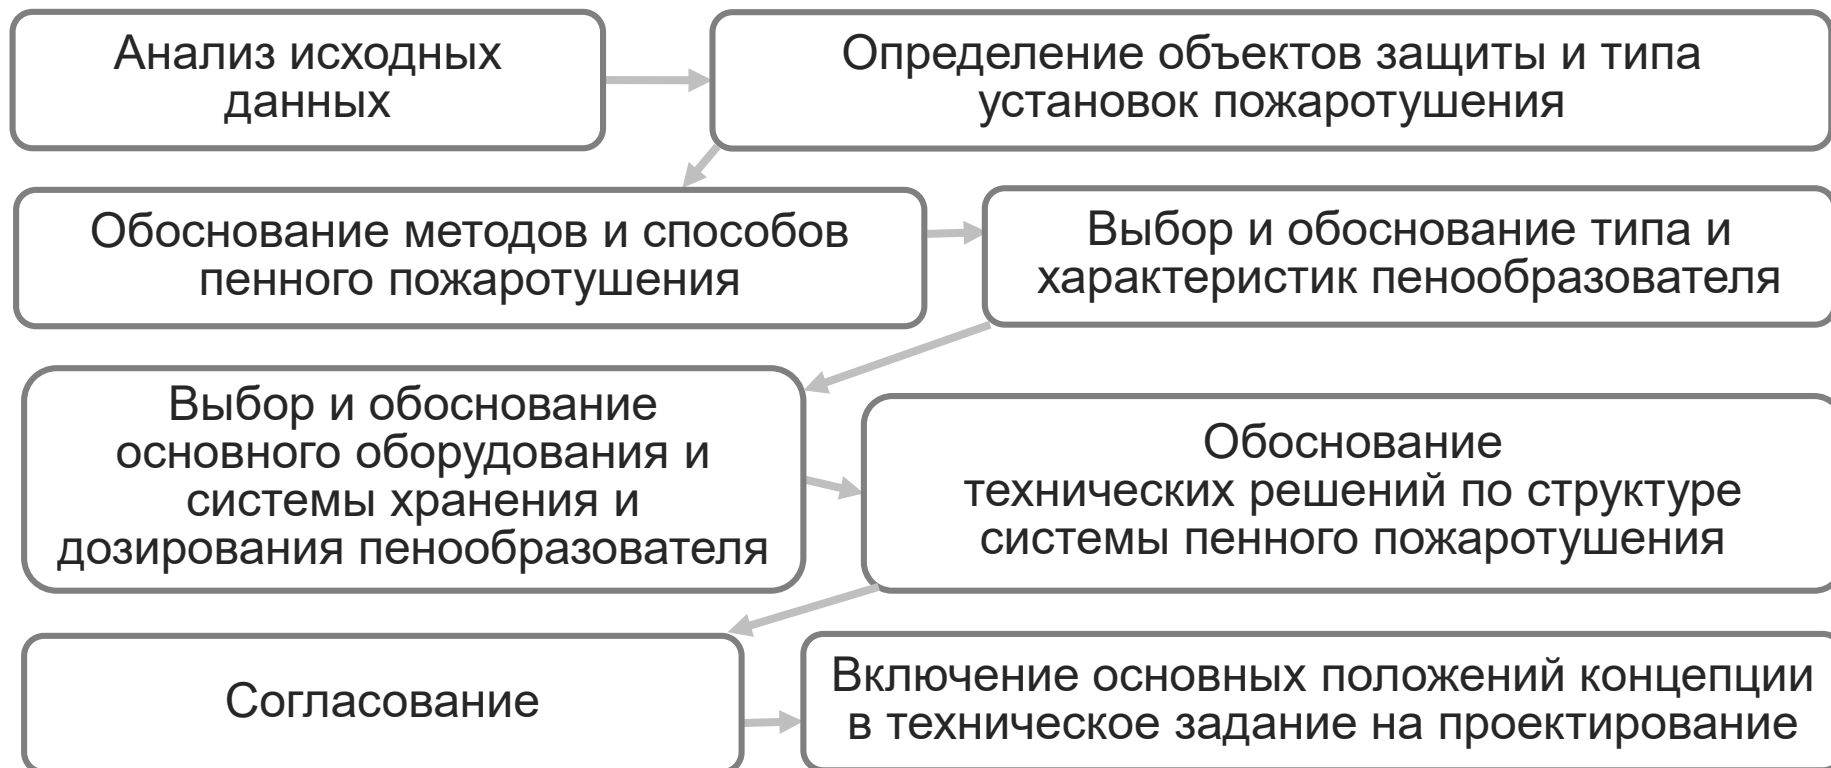 Анализ исходных
данных
Определение объектов защиты и типа
установок пожаротушения
Обоснование методов и способов
пенного пожаротушения
Выбор и обоснование типа и
характеристик пенообразователя
Выбор и обоснование
основного оборудования и
системы хранения и
дозирования пенообразователя
Обоснование
технических решений по структуре
системы пенного пожаротушения
Согласование
Включение основных положений концепции
в техническое задание на проектирование